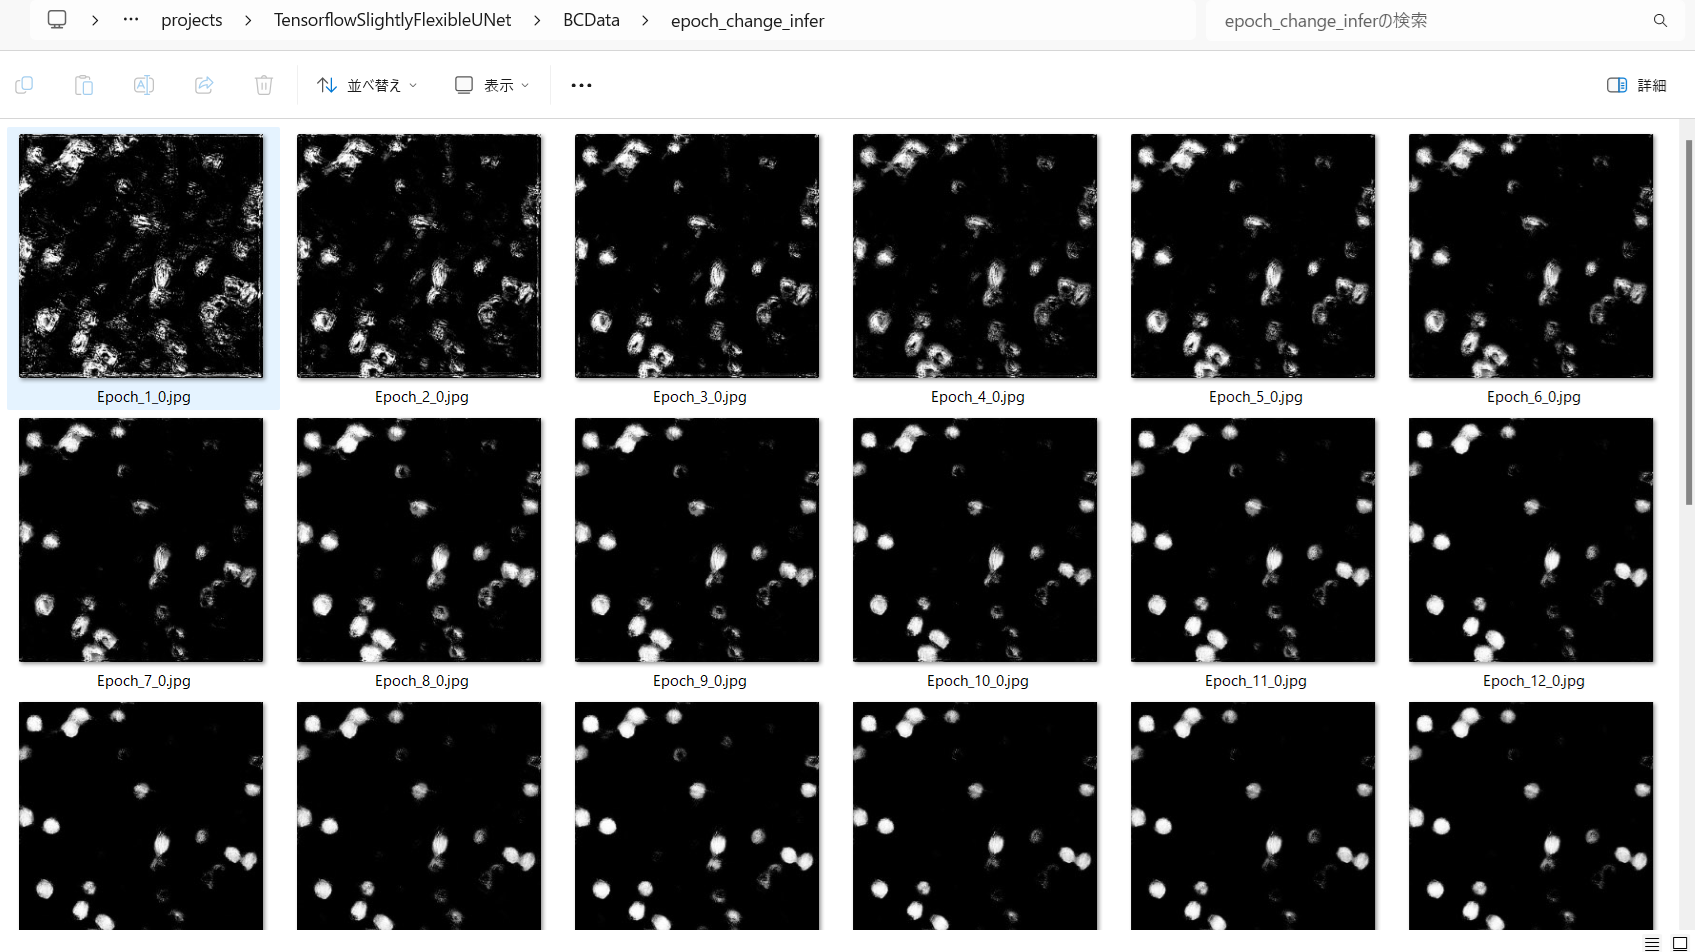 … projects TensorflowSlightlyFlexibleUNet BCData epoch_change_infer epoch_change_inferの検索
並べ替え 表示 … 詳細
Epoch_1_0.jpg Epoch_2_0.jpg Epoch_3_0.jpg Epoch_4_0.jpg Epoch_5_0.jpg Epoch_6_0.jpg
Epoch_7_0.jpg Epoch_8_0.jpg Epoch_9_0.jpg Epoch_10_0.jpg Epoch_11_0.jpg Epoch_12_0.jpg